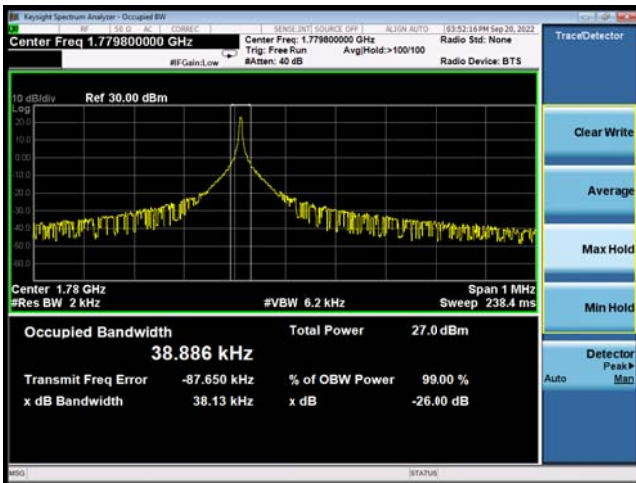 Keysight Spectrum Analyzer - Occupied BW
RF 50 Ω AC CORREC SENSE:INT SOURCE OFF ALIGN AUTO 03:52:16 PM Sep 20, 2022
Center Freq 1.779800000 GHz
Center Freq: 1.779800000 GHz
Radio Std: None
Trig: Free Run Avg|Hold:>100/100
#IFGain:Low #Atten: 40 dB Radio Device: BTS
Trace/Detector
10 dB/div Ref 30.00 dBm
Log
20.0
10.0
0.00
10.0
20.0
30.0
40.0
50.0
60.0
Center 1.78 GHz Span 1 MHz
#Res BW 2 kHz #VBW 6.2 kHz Sweep 238.4 ms
Occupied Bandwidth Total Power 27.0 dBm
38.886 kHz
Transmit Freq Error -87.650 kHz % of OBW Power 99.00 %
x dB Bandwidth 38.13 kHz x dB -26.00 dB
Clear Write
Average
Max Hold
Min Hold
Detector
Peak▶
Auto Man
MSG STATUS